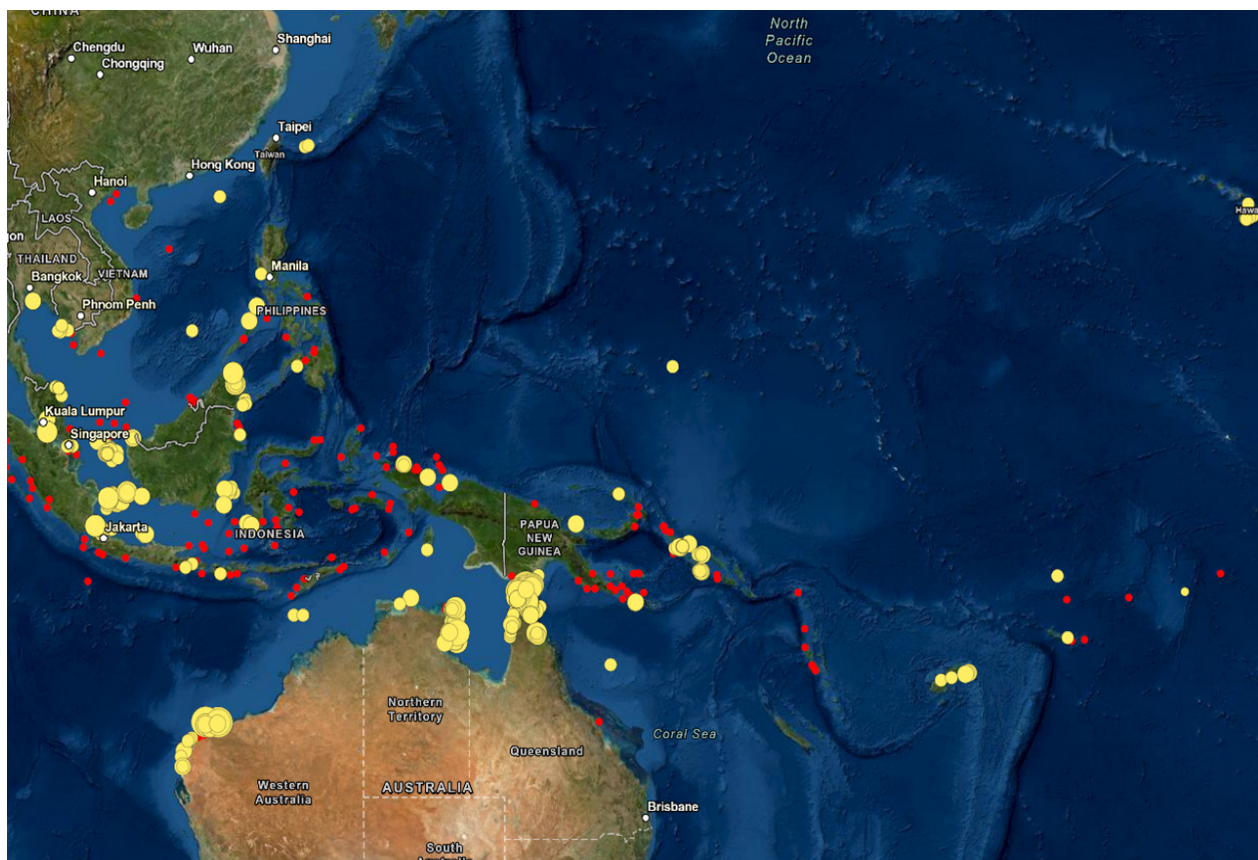 CHINA
Shanghai
North
Pacific
Ocean
Chengdu
Wuhan
Chongqing
Taipei
Taiwan
Hong Kong
Hanoi
LAOS
gon
THAILAND
VIETNAM
Bangkok
Manila
Phnom Penh
PHILIPPINES
Hawa
Kuala Lumpur
Singapore
Jakarta
INDONESIA
PAPUA
NEW
GUINEA
Northern
Territory
Coral Sea
Queensland
Western
Australia
AUSTRALIA
Brisbane
South